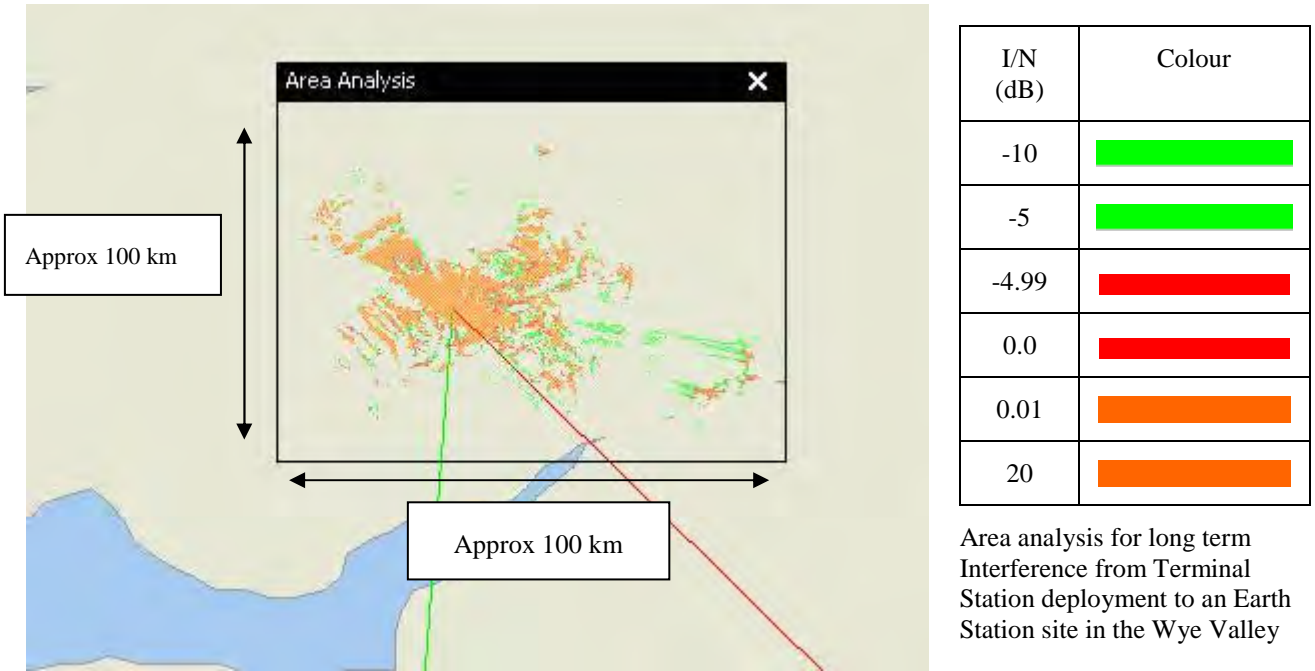 Area Analysis
Approx 100 km
Approx 100 km
I/N
(dB)
Colour
-10
-5
-4.99
0.0
0.01
20
Area analysis for long term
Interference from Terminal
Station deployment to an Earth
Station site in the Wye Valley